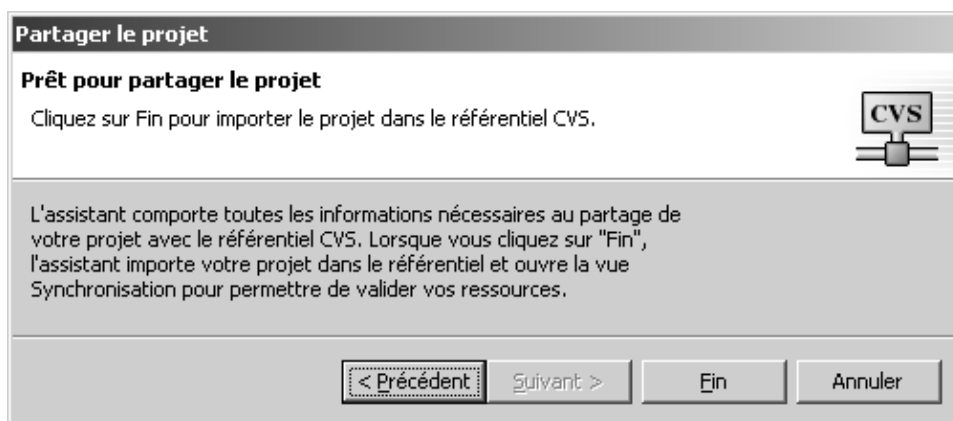 Partager le projet
Prêt pour partager le projet
Cliquez sur Fin pour importer le projet dans le référentiel CVS.
CVS
L'assistant comporte toutes les informations nécessaires au partage de
votre projet avec le référentiel CVS. Lorsque vous cliquez sur "Fin",
l'assistant importe votre projet dans le référentiel et ouvre la vue
Synchronisation pour permettre de valider vos ressources.
< Précédent Suivant > Fin Annuler